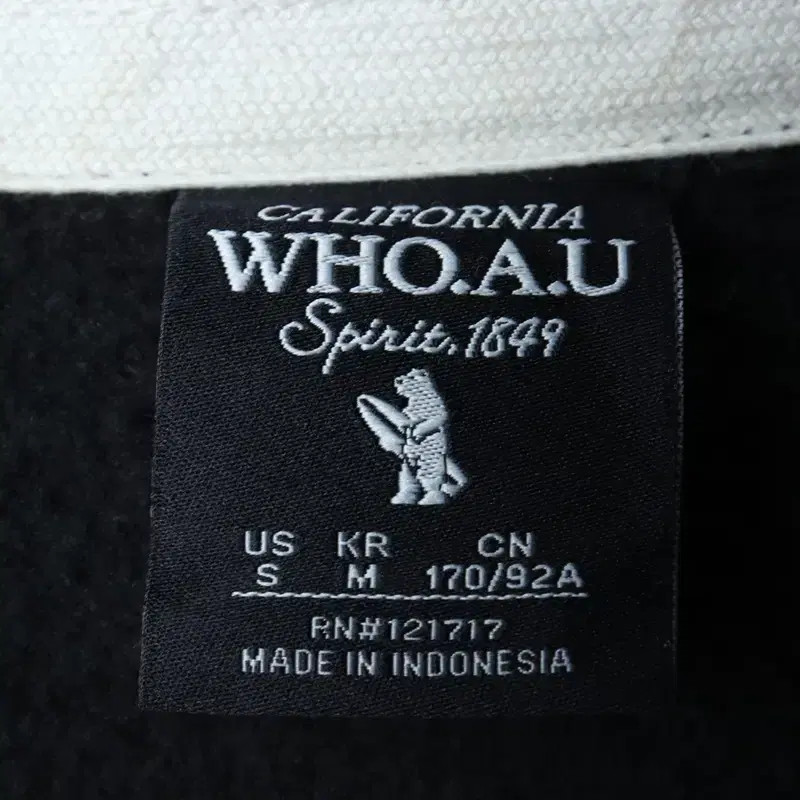 CALIFORNIA
WHO.A.U
Spirit, 1849
US KR CN
S M 170/92A
RN#121717
MADE IN INDONESIA